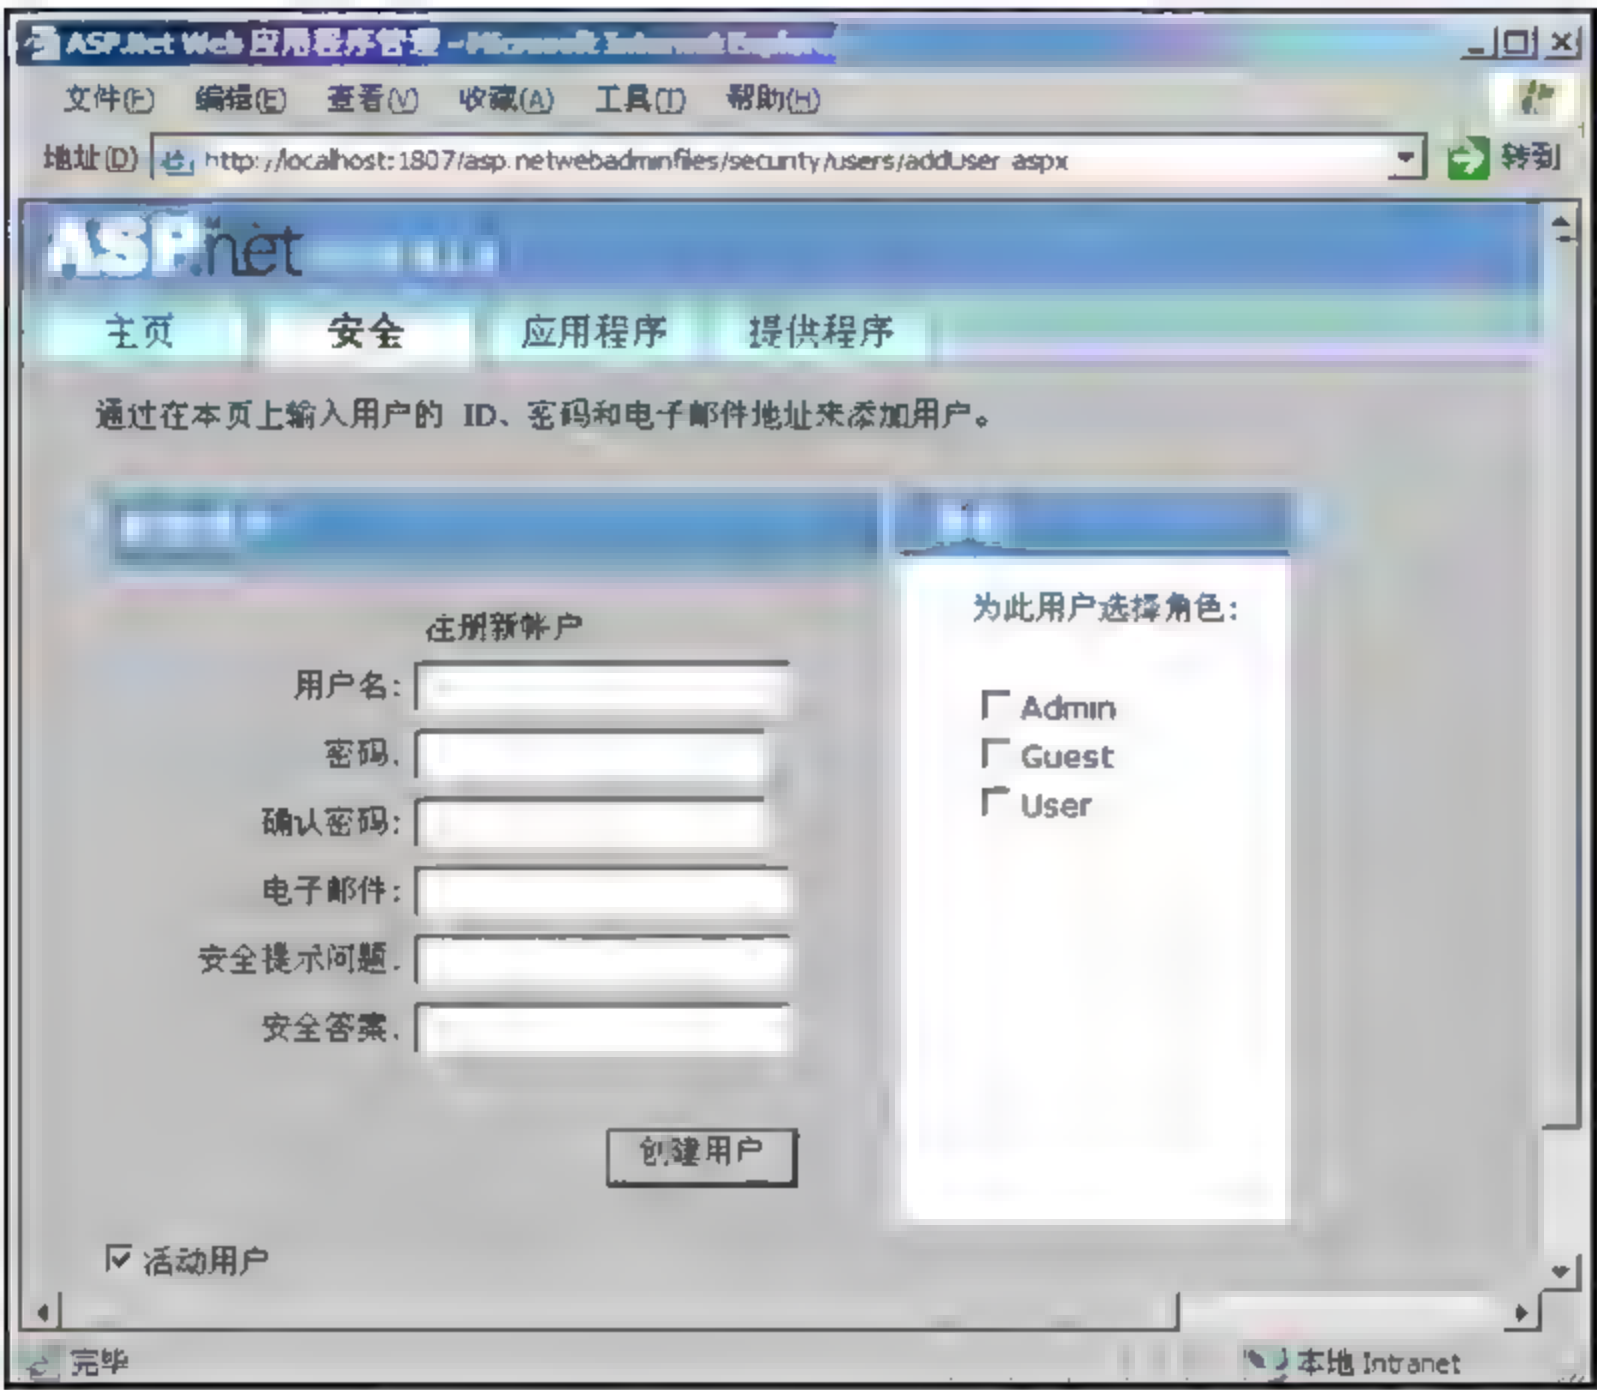 ASP.Net Web 应用程序管理 - Microsoft Internet Explorer
文件(F) 编辑(E) 查看(V) 收藏(A) 工具(T) 帮助(H)
地址(D) http://localhost:1807/asp.netwebadminfiles/security/users/addUser.aspx 转到
ASP.net
主页 安全 应用程序 提供程序
通过在本页上输入用户的 ID、密码和电子邮件地址来添加用户。
为此用户选择角色:
注册新帐户
用户名:
Admin
密码:
Guest
确认密码:
User
电子邮件:
安全提示问题:
安全答案:
创建用户
活动用户
完毕 本地 Intranet